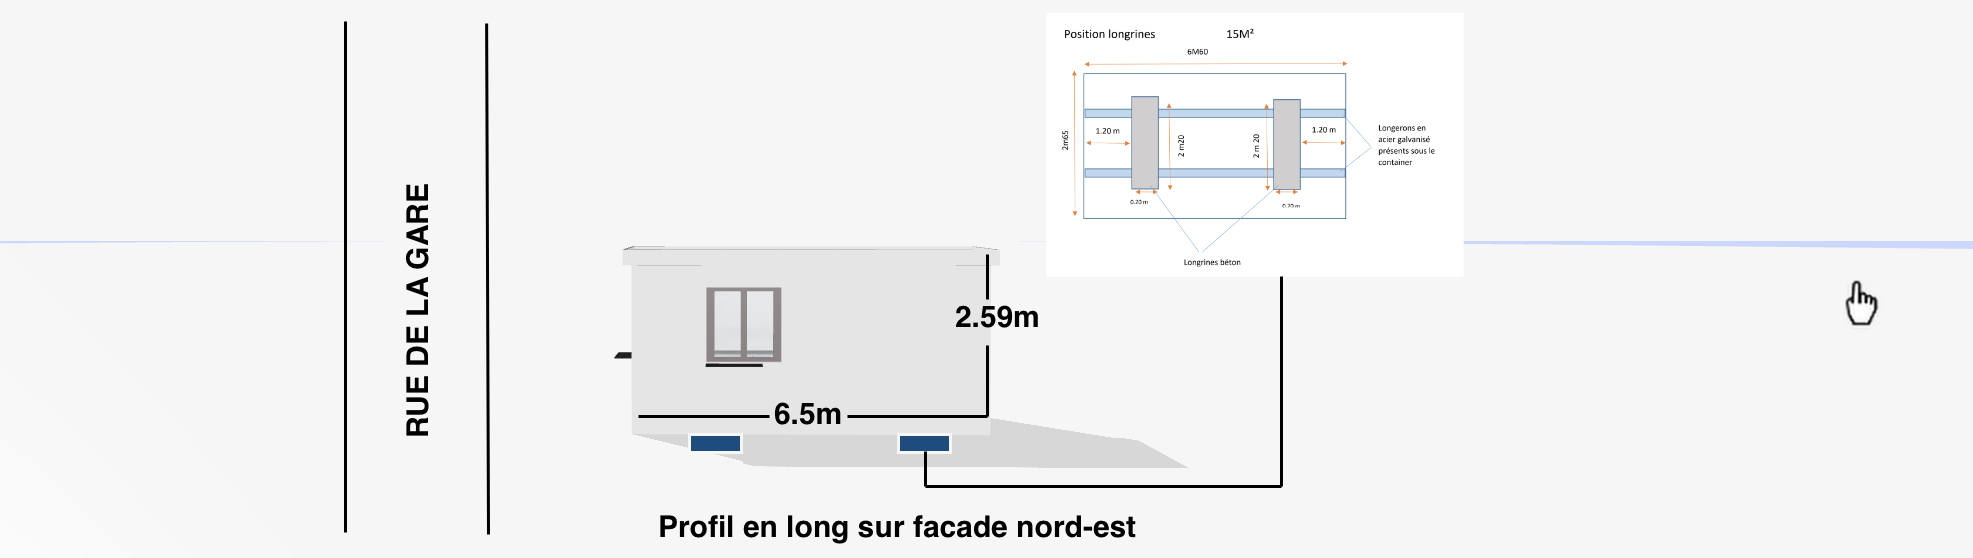 RUE DE LA GARE
Position longrines 15M²
6M60
2m65
1.20 m
2 m20
2 m 20
1.20 m
0.20 m
0.20 m
Longerons en
acier galvanisé
présents sous le
container
Longrines béton
2.59m
6.5m
Profil en long sur facade nord-est